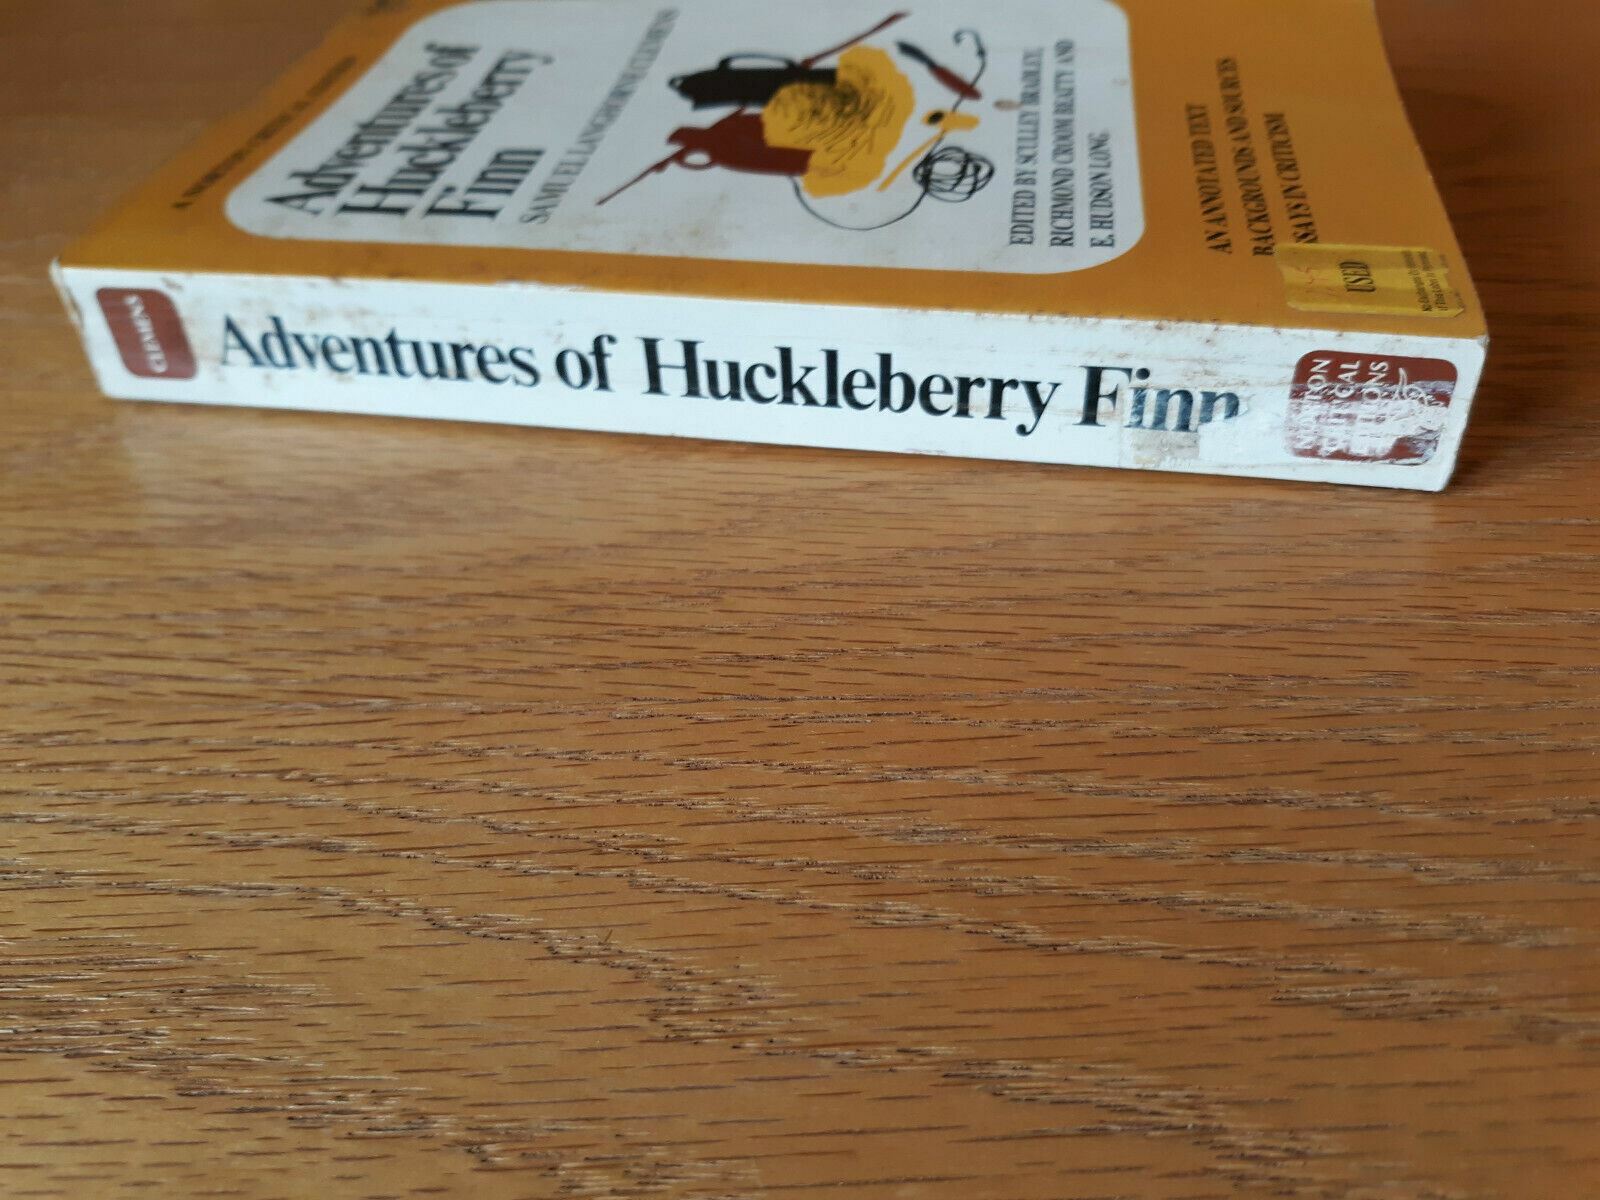 A NORTON CRITICAL EDITION
Adventures of
Huckleberry
Finn
SAMUEL LANGHORNE CLEMENS
EDITED BY SCULLEY BRADLEY,
RICHMOND CROOM BEATTY AND
E. HUDSON LONG
AN ANNOTATED TEXT
BACKGROUNDS AND SOURCES
ESSAYS IN CRITICISM
USED
CLEMENS
Adventures of Huckleberry Finn
NORTON
CRITICAL
EDITIONS